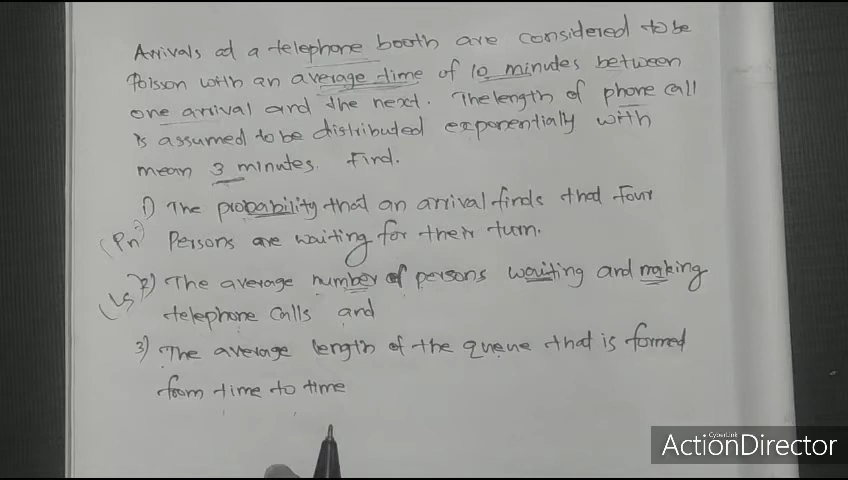 Arrivals at a telephone booth are considered to be
Poison with an average time of 10 minutes between
one arrival and the next. The length of phone call
is assumed to be distributed exponentially with
mean 3 minutes. Find.
1) The probability that an arrival finds that four
(Pn) Persons are waiting for their turn.
2) The average number of persons waiting and making
(Ls telephone calls and
3) The average length of the queue that is formed
from time to time
CyberLink
ActionDirector